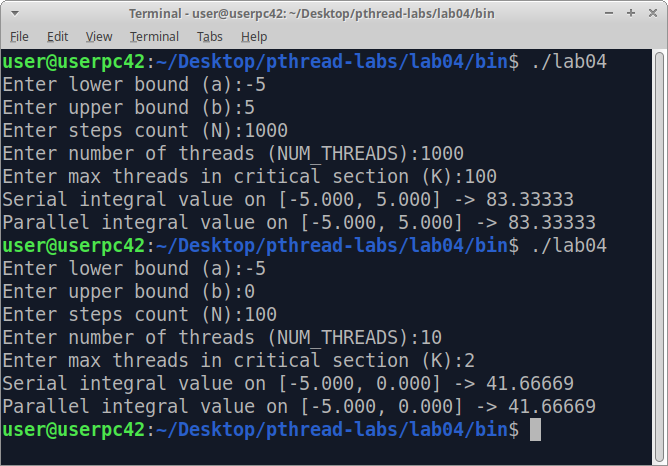 Terminal - user@userpc42: ~/Desktop/pthread-labs/lab04/bin
File Edit View Terminal Tabs Help
user@userpc42:~/Desktop/pthread-labs/lab04/bin$ ./lab04
Enter lower bound (a):-5
Enter upper bound (b):5
Enter steps count (N):1000
Enter number of threads (NUM_THREADS):1000
Enter max threads in critical section (K):100
Serial integral value on [-5.000, 5.000] -> 83.33333
Parallel integral value on [-5.000, 5.000] -> 83.33333
user@userpc42:~/Desktop/pthread-labs/lab04/bin$ ./lab04
Enter lower bound (a):-5
Enter upper bound (b):0
Enter steps count (N):100
Enter number of threads (NUM_THREADS):10
Enter max threads in critical section (K):2
Serial integral value on [-5.000, 0.000] -> 41.66669
Parallel integral value on [-5.000, 0.000] -> 41.66669
user@userpc42:~/Desktop/pthread-labs/lab04/bin$